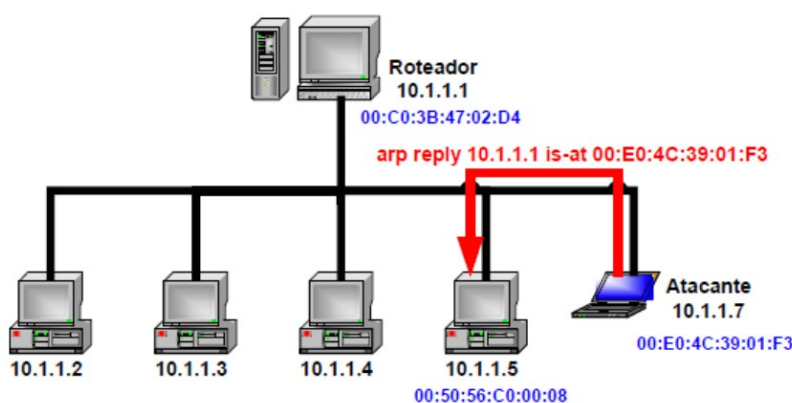 Roteador
10.1.1.1
00:C0:3B:47:02:D4
arp reply 10.1.1.1 is-at 00:E0:4C:39:01:F3
Atacante
10.1.1.7
00:E0:4C:39:01:F3
10.1.1.2
10.1.1.3
10.1.1.4
10.1.1.5
00:50:56:C0:00:08